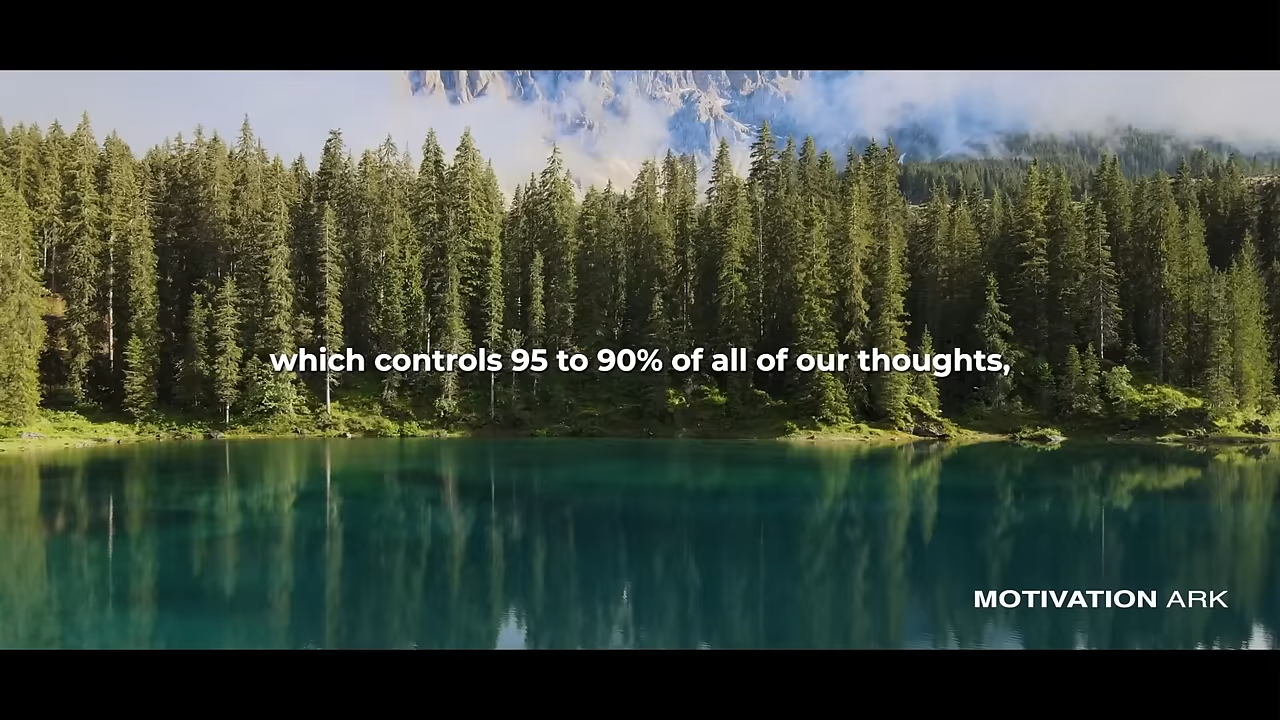 which controls 95 to 90% of all of our thoughts,
MOTIVATION ARK